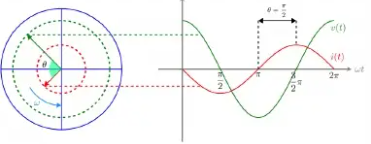 θ = π/2
v(t)
θ
i(t)
ω
π/2
π
3/2 π
2π
ωt